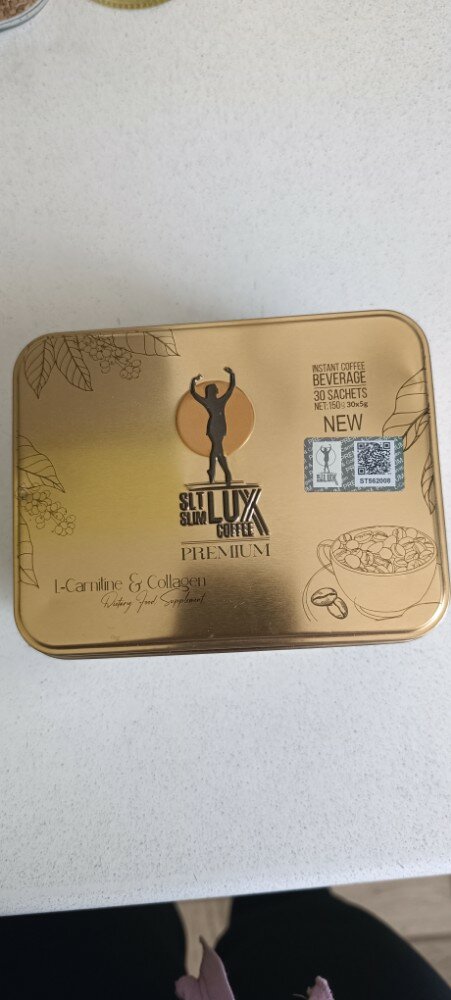 INSTANT COFFEE
BEVERAGE
30 SACHETS
NET:150g 30x5g
NEW
ST562008
SLT
SLIM
LUX
COFFEE
PREMIUM
L-Carnitine & Collagen
Dietary Food Supplement